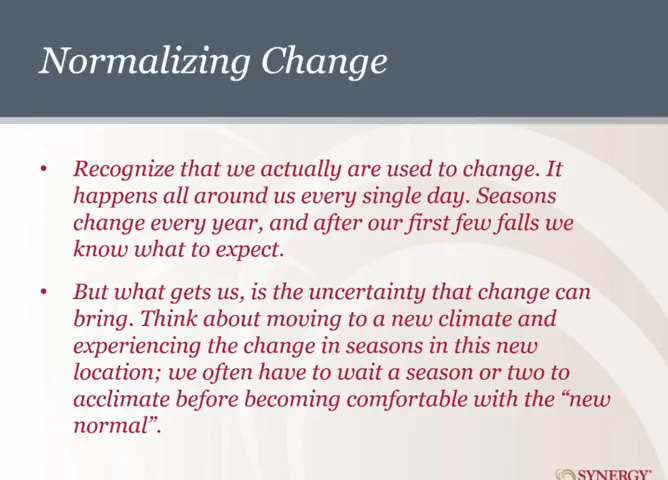 Normalizing Change
• Recognize that we actually are used to change. It
happens all around us every single day. Seasons
change every year, and after our first few falls we
know what to expect.
• But what gets us, is the uncertainty that change can
bring. Think about moving to a new climate and
experiencing the change in seasons in this new
location; we often have to wait a season or two to
acclimate before becoming comfortable with the “new
normal”.
SYNERGY